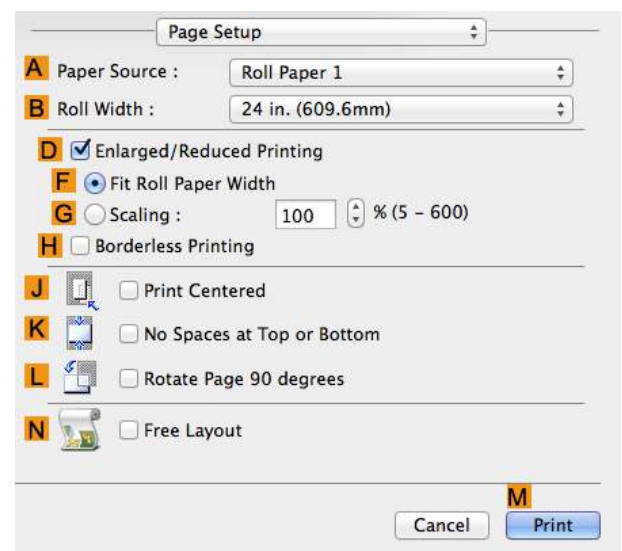 Page Setup
A Paper Source : Roll Paper 1
B Roll Width : 24 in. (609.6mm)
D Enlarged/Reduced Printing
F Fit Roll Paper Width
G Scaling : 100 % (5 – 600)
H Borderless Printing
J Print Centered
K No Spaces at Top or Bottom
L Rotate Page 90 degrees
N Free Layout
M
Cancel Print